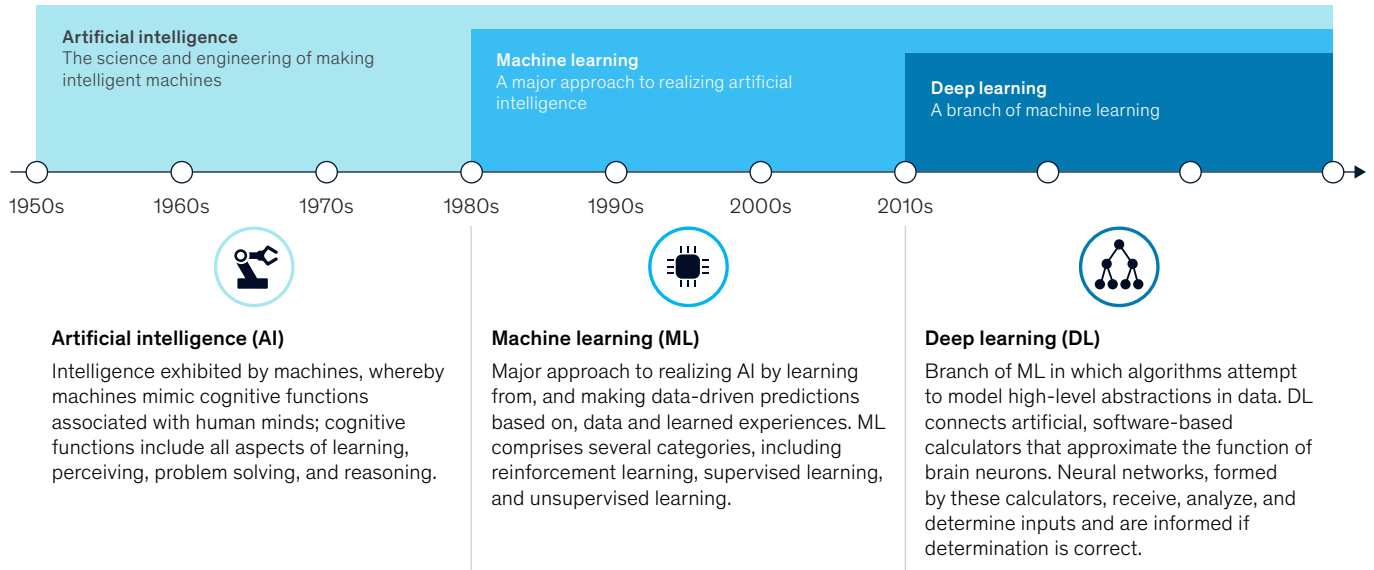 Artificial intelligence
The science and engineering of making
intelligent machines
Machine learning
A major approach to realizing artificial
intelligence
Deep learning
A branch of machine learning
1950s
1960s
1970s
1980s
1990s
2000s
2010s
Artificial intelligence (AI)
Intelligence exhibited by machines, whereby
machines mimic cognitive functions
associated with human minds; cognitive
functions include all aspects of learning,
perceiving, problem solving, and reasoning.
Machine learning (ML)
Major approach to realizing AI by learning
from, and making data-driven predictions
based on, data and learned experiences. ML
comprises several categories, including
reinforcement learning, supervised learning,
and unsupervised learning.
Deep learning (DL)
Branch of ML in which algorithms attempt
to model high-level abstractions in data. DL
connects artificial, software-based
calculators that approximate the function of
brain neurons. Neural networks, formed
by these calculators, receive, analyze, and
determine inputs and are informed if
determination is correct.